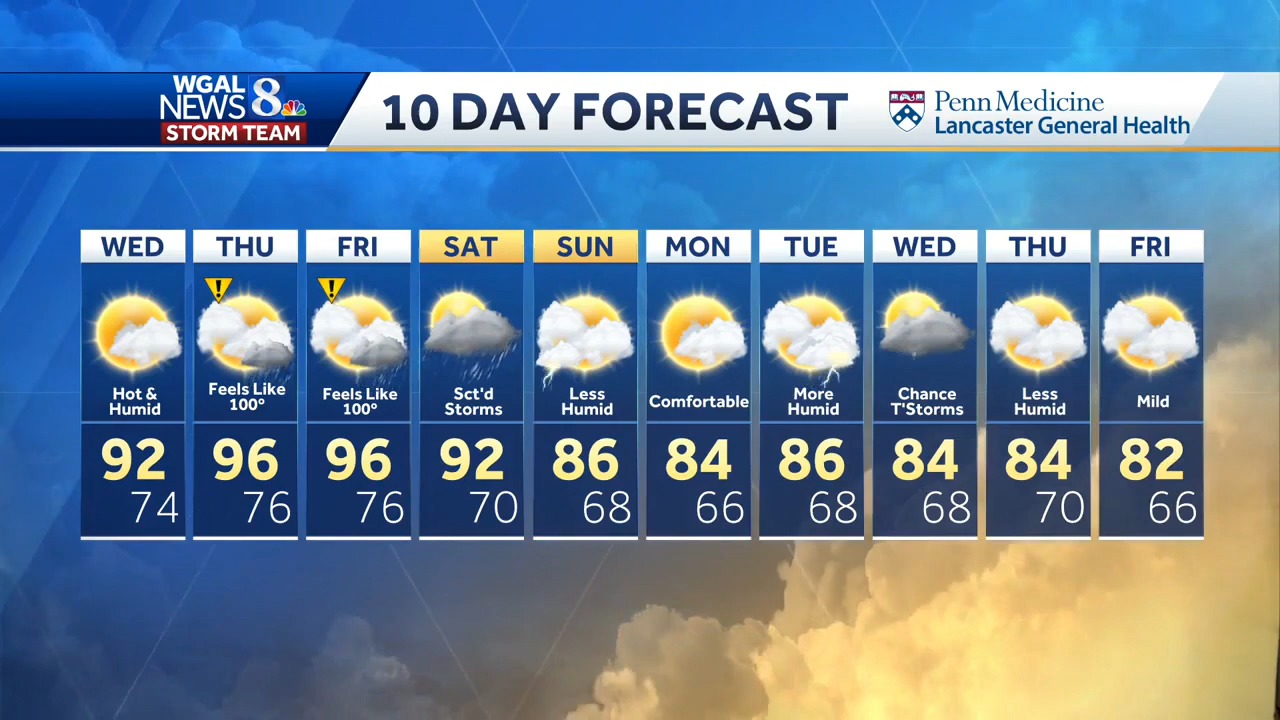 WGAL
NEWS 8
STORM TEAM
10 DAY FORECAST
Penn Medicine
Lancaster General Health
WED
THU
FRI
SAT
SUN
MON
TUE
WED
THU
FRI
!
!
Hot &
Humid
Feels Like
100°
Feels Like
100°
Sct'd
Storms
Less
Humid
Comfortable
More
Humid
Chance
T'Storms
Less
Humid
Mild
92
96
96
92
86
84
86
84
84
82
74
76
76
70
68
66
68
68
70
66